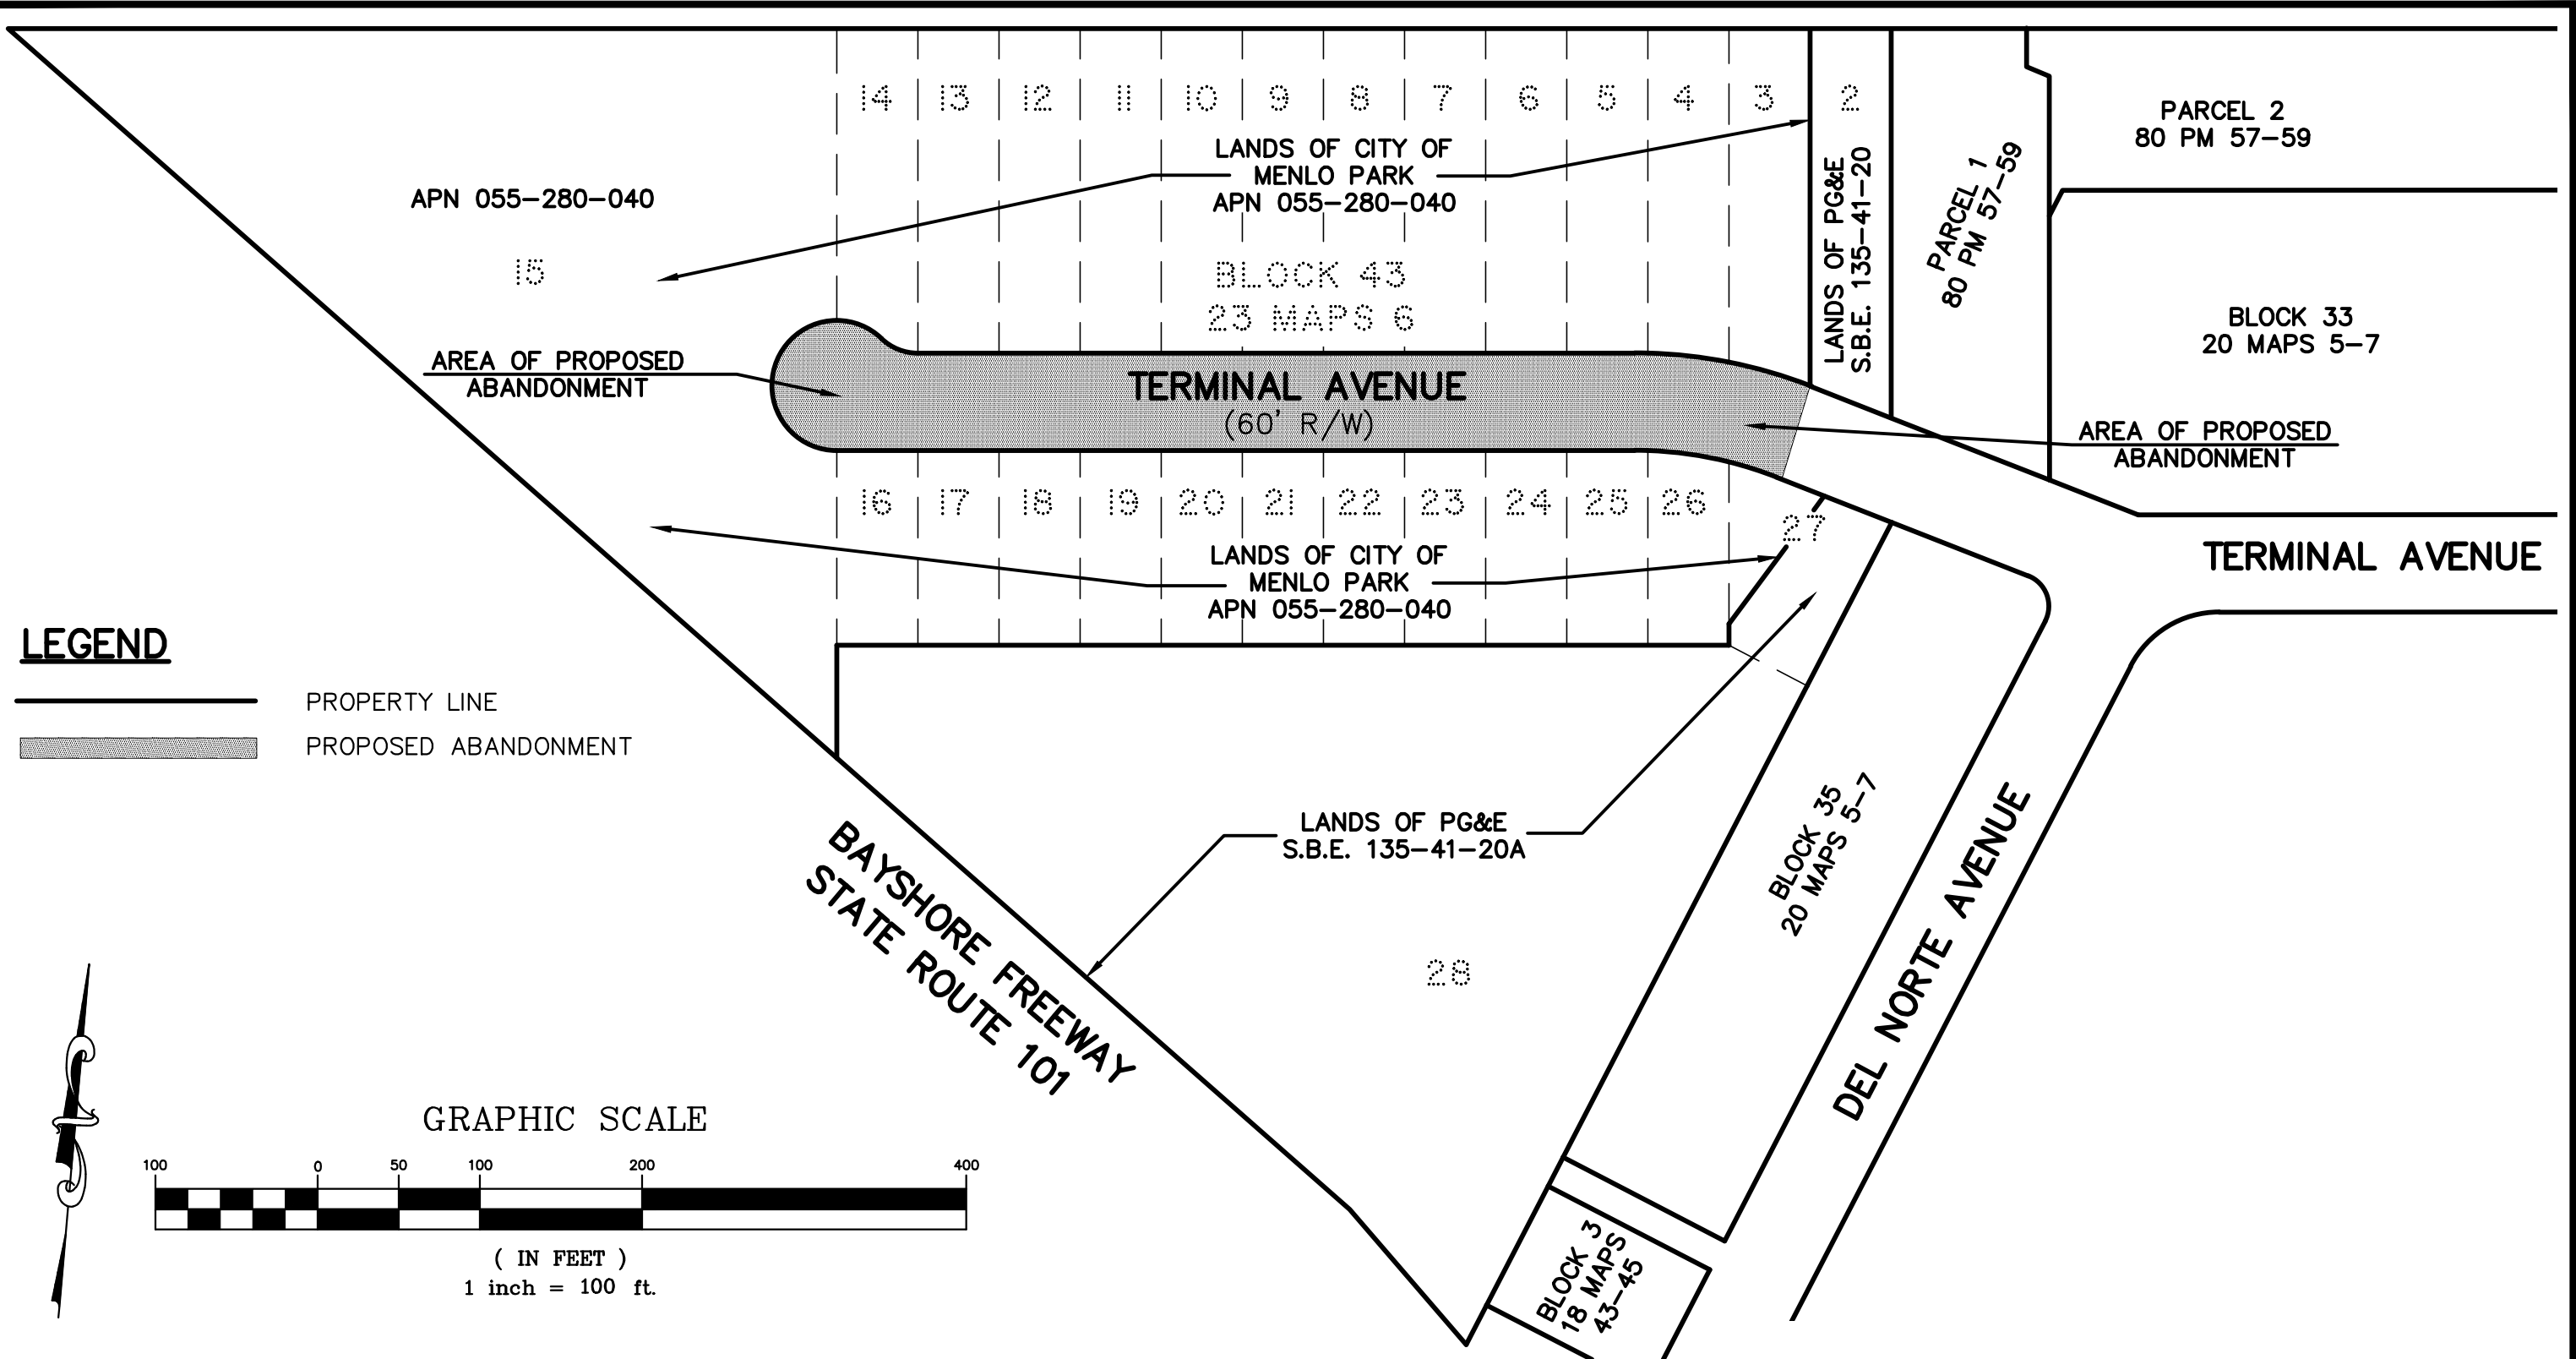 14 13 12 11 10 9 8 7 6 5 4 3 2
PARCEL 2
80 PM 57-59
LANDS OF CITY OF
MENLO PARK
APN 055-280-040
LANDS OF PG&E
S.B.E. 135-41-20
PARCEL 1
80 PM 57-59
APN 055-280-040
15
BLOCK 43
23 MAPS 6
BLOCK 33
20 MAPS 5-7
AREA OF PROPOSED
ABANDONMENT
TERMINAL AVENUE
(60' R/W)
AREA OF PROPOSED
ABANDONMENT
16 17 18 19 20 21 22 23 24 25 26
27
LANDS OF CITY OF
MENLO PARK
APN 055-280-040
TERMINAL AVENUE
LEGEND
PROPERTY LINE
PROPOSED ABANDONMENT
LANDS OF PG&E
S.B.E. 135-41-20A
BLOCK 35
20 MAPS 5-7
DEL NORTE AVENUE
BAYSHORE FREEWAY
STATE ROUTE 101
28
GRAPHIC SCALE
100 0 50 100 200 400
( IN FEET )
1 inch = 100 ft.
BLOCK 3
18 MAPS
43-45